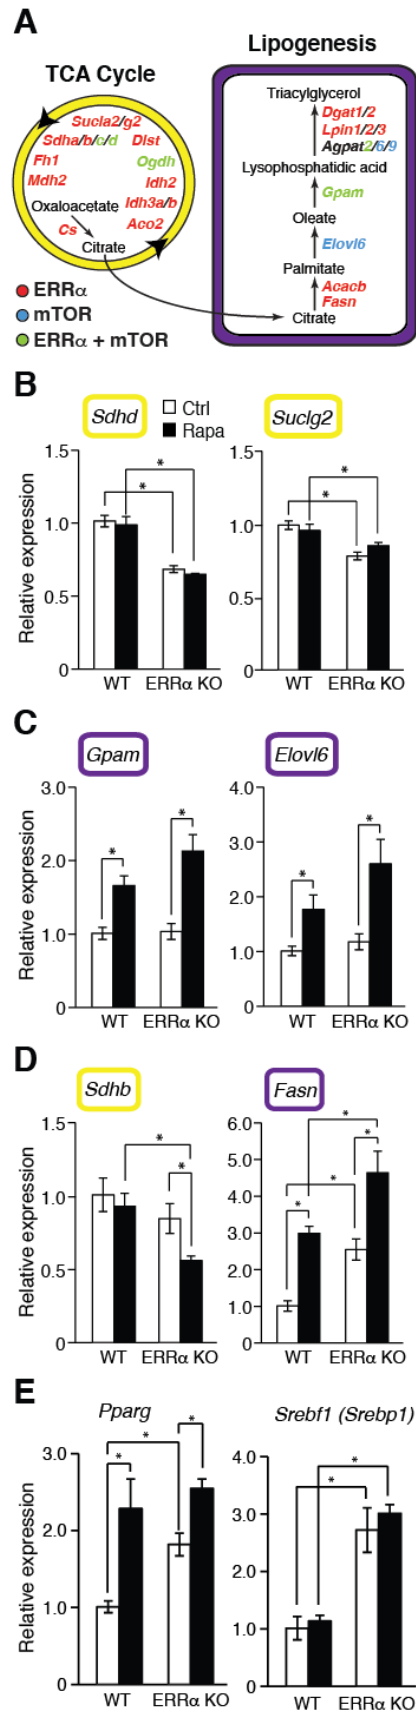 A
Lipogenesis
TCA Cycle
Sucla2/g2
Sdha/b/c/d Dlst
Ogdh
Fh1
Mdh2 Idh2
Idh3a/b
Oxaloacetate
Cs Aco2
Citrate
Triacylglycerol
Dgat1/2
Lpin1/2/3
Agpat2/6/9
Lysophosphatidic acid
Gpam
Oleate
Elovl6
Palmitate
Acacb
Fasn
Citrate
ERRα
mTOR
ERRα + mTOR
B
Sdhd
Ctrl
Rapa
Suclg2
Relative expression
1.5
1.0
0.5
0
* *
WT ERRα KO
1.5
1.0
0.5
0
* *
WT ERRα KO
C
Gpam
Elovl6
Relative expression
3.0
2.0
1.0
0
* *
WT ERRα KO
4.0
3.0
2.0
1.0
0
* *
WT ERRα KO
D
Sdhb
Fasn
Relative expression
1.5
1.0
0.5
0
* *
WT ERRα KO
6.0
5.0
4.0
3.0
2.0
1.0
0
* * * *
WT ERRα KO
E
Pparg
Srebf1 (Srebp1)
Relative expression
3.0
2.0
1.0
0
* * *
WT ERRα KO
4.0
3.0
2.0
1.0
0
* *
WT ERRα KO